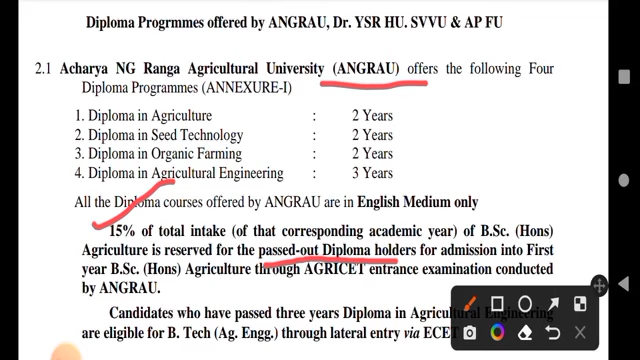 Diploma Progrmmes offered by ANGRAU, Dr. YSR HU. SVVU & AP FU
2.1 Acharya NG Ranga Agricultural University (ANGRAU) offers the following Four
Diploma Programmes (ANNEXURE-I)
1. Diploma in Agriculture : 2 Years
2. Diploma in Seed Technology : 2 Years
3. Diploma in Organic Farming : 2 Years
4. Diploma in Agricultural Engineering : 3 Years
All the Diploma courses offered by ANGRAU are in English Medium only
15% of total intake (of that corresponding academic year) of B.Sc. (Hons)
Agriculture is reserved for the passed-out Diploma holders for admission into First
year B.Sc. (Hons) Agriculture through AGRICET entrance examination conducted
by ANGRAU.
Candidates who have passed three years Diploma in Agricultural Engineering
are eligible for B. Tech (Ag. Engg.) through lateral entry via ECET